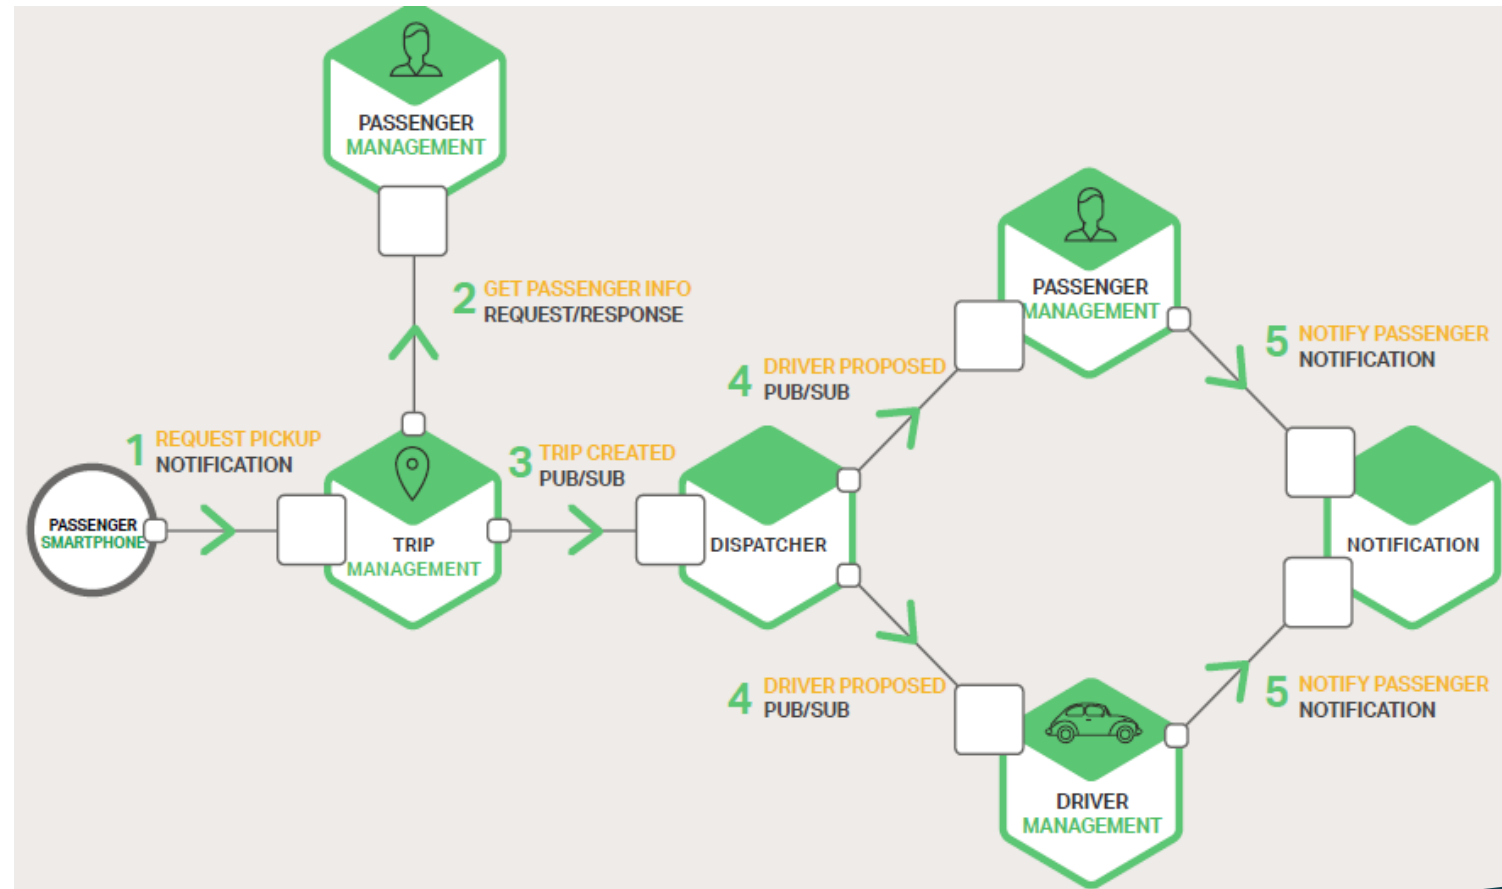 PASSENGER
MANAGEMENT
2 GET PASSENGER INFO
REQUEST/RESPONSE
1 REQUEST PICKUP
NOTIFICATION
PASSENGER
SMARTPHONE
TRIP
MANAGEMENT
3 TRIP CREATED
PUB/SUB
DISPATCHER
4 DRIVER PROPOSED
PUB/SUB
PASSENGER
MANAGEMENT
5 NOTIFY PASSENGER
NOTIFICATION
4 DRIVER PROPOSED
PUB/SUB
DRIVER
MANAGEMENT
5 NOTIFY PASSENGER
NOTIFICATION
NOTIFICATION